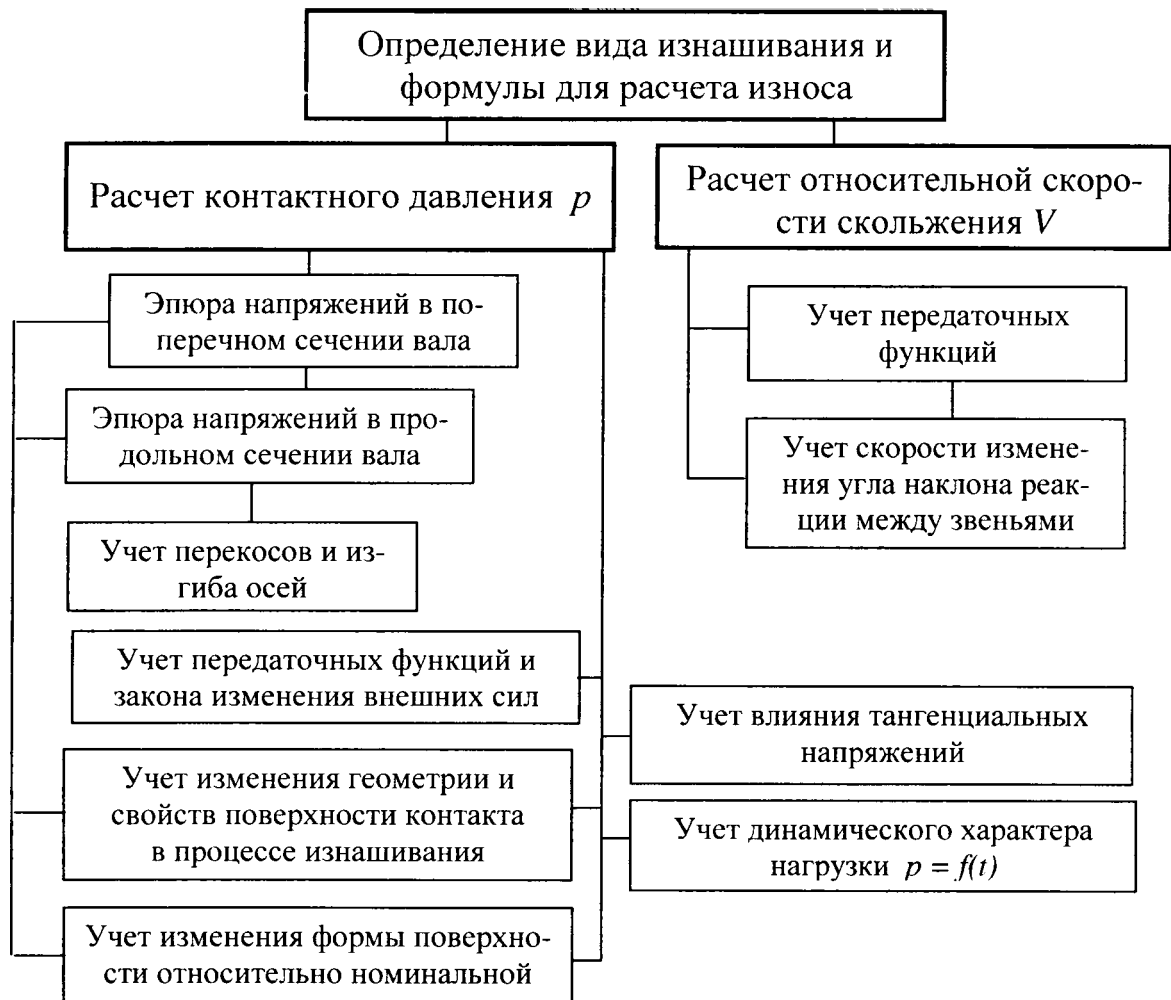 Определение вида изнашивания и
формулы для расчета износа
Расчет контактного давления p
Расчет относительной скоро-
сти скольжения V
Эпюра напряжений в по-
перечном сечении вала
Учет передаточных
функций
Эпюра напряжений в про-
дольном сечении вала
Учет скорости измене-
ния угла наклона реак-
ции между звеньями
Учет перекосов и из-
гиба осей
Учет передаточных функций и
закона изменения внешних сил
Учет влияния тангенциальных
напряжений
Учет изменения геометрии и
свойств поверхности контакта
в процессе изнашивания
Учет динамического характера
нагрузки p = f(t)
Учет изменения формы поверхно-
сти относительно номинальной